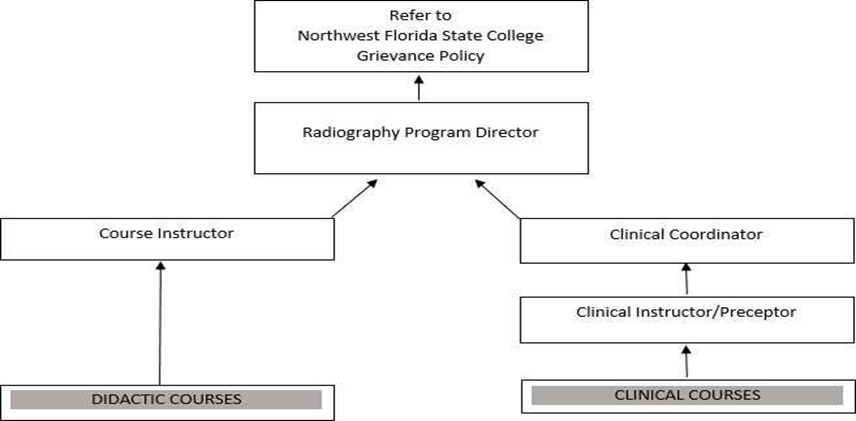 Refer to
Northwest Florida State College
Grievance Policy
Radiography Program Director
Course Instructor
Clinical Coordinator
Clinical Instructor/Preceptor
DIDACTIC COURSES
CLINICAL COURSES